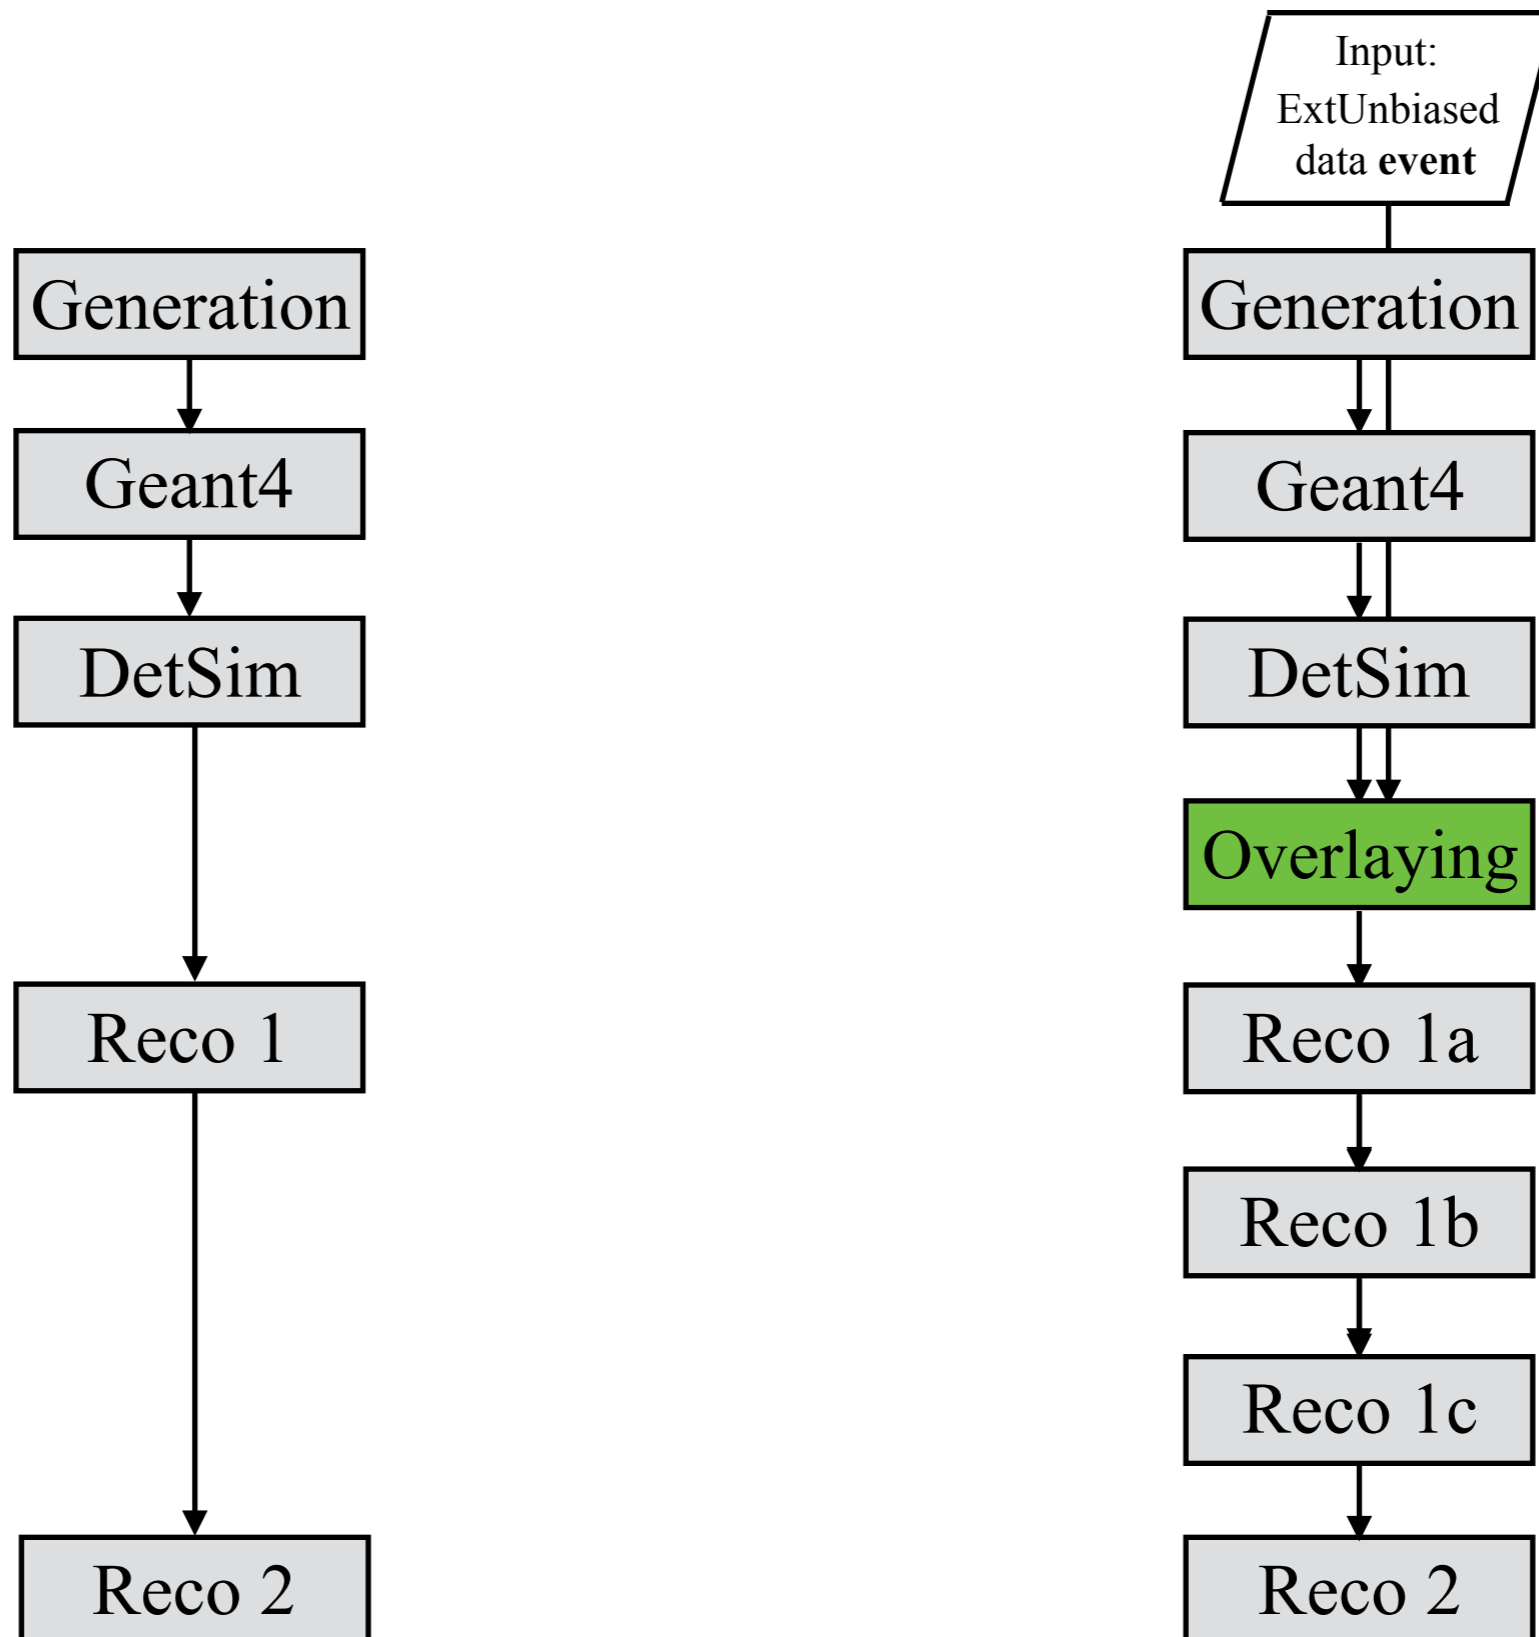 Generation
Geant4
DetSim
Reco 1
Reco 2
Input:
ExtUnbiased
data event
Generation
Geant4
DetSim
Overlaying
Reco 1a
Reco 1b
Reco 1c
Reco 2